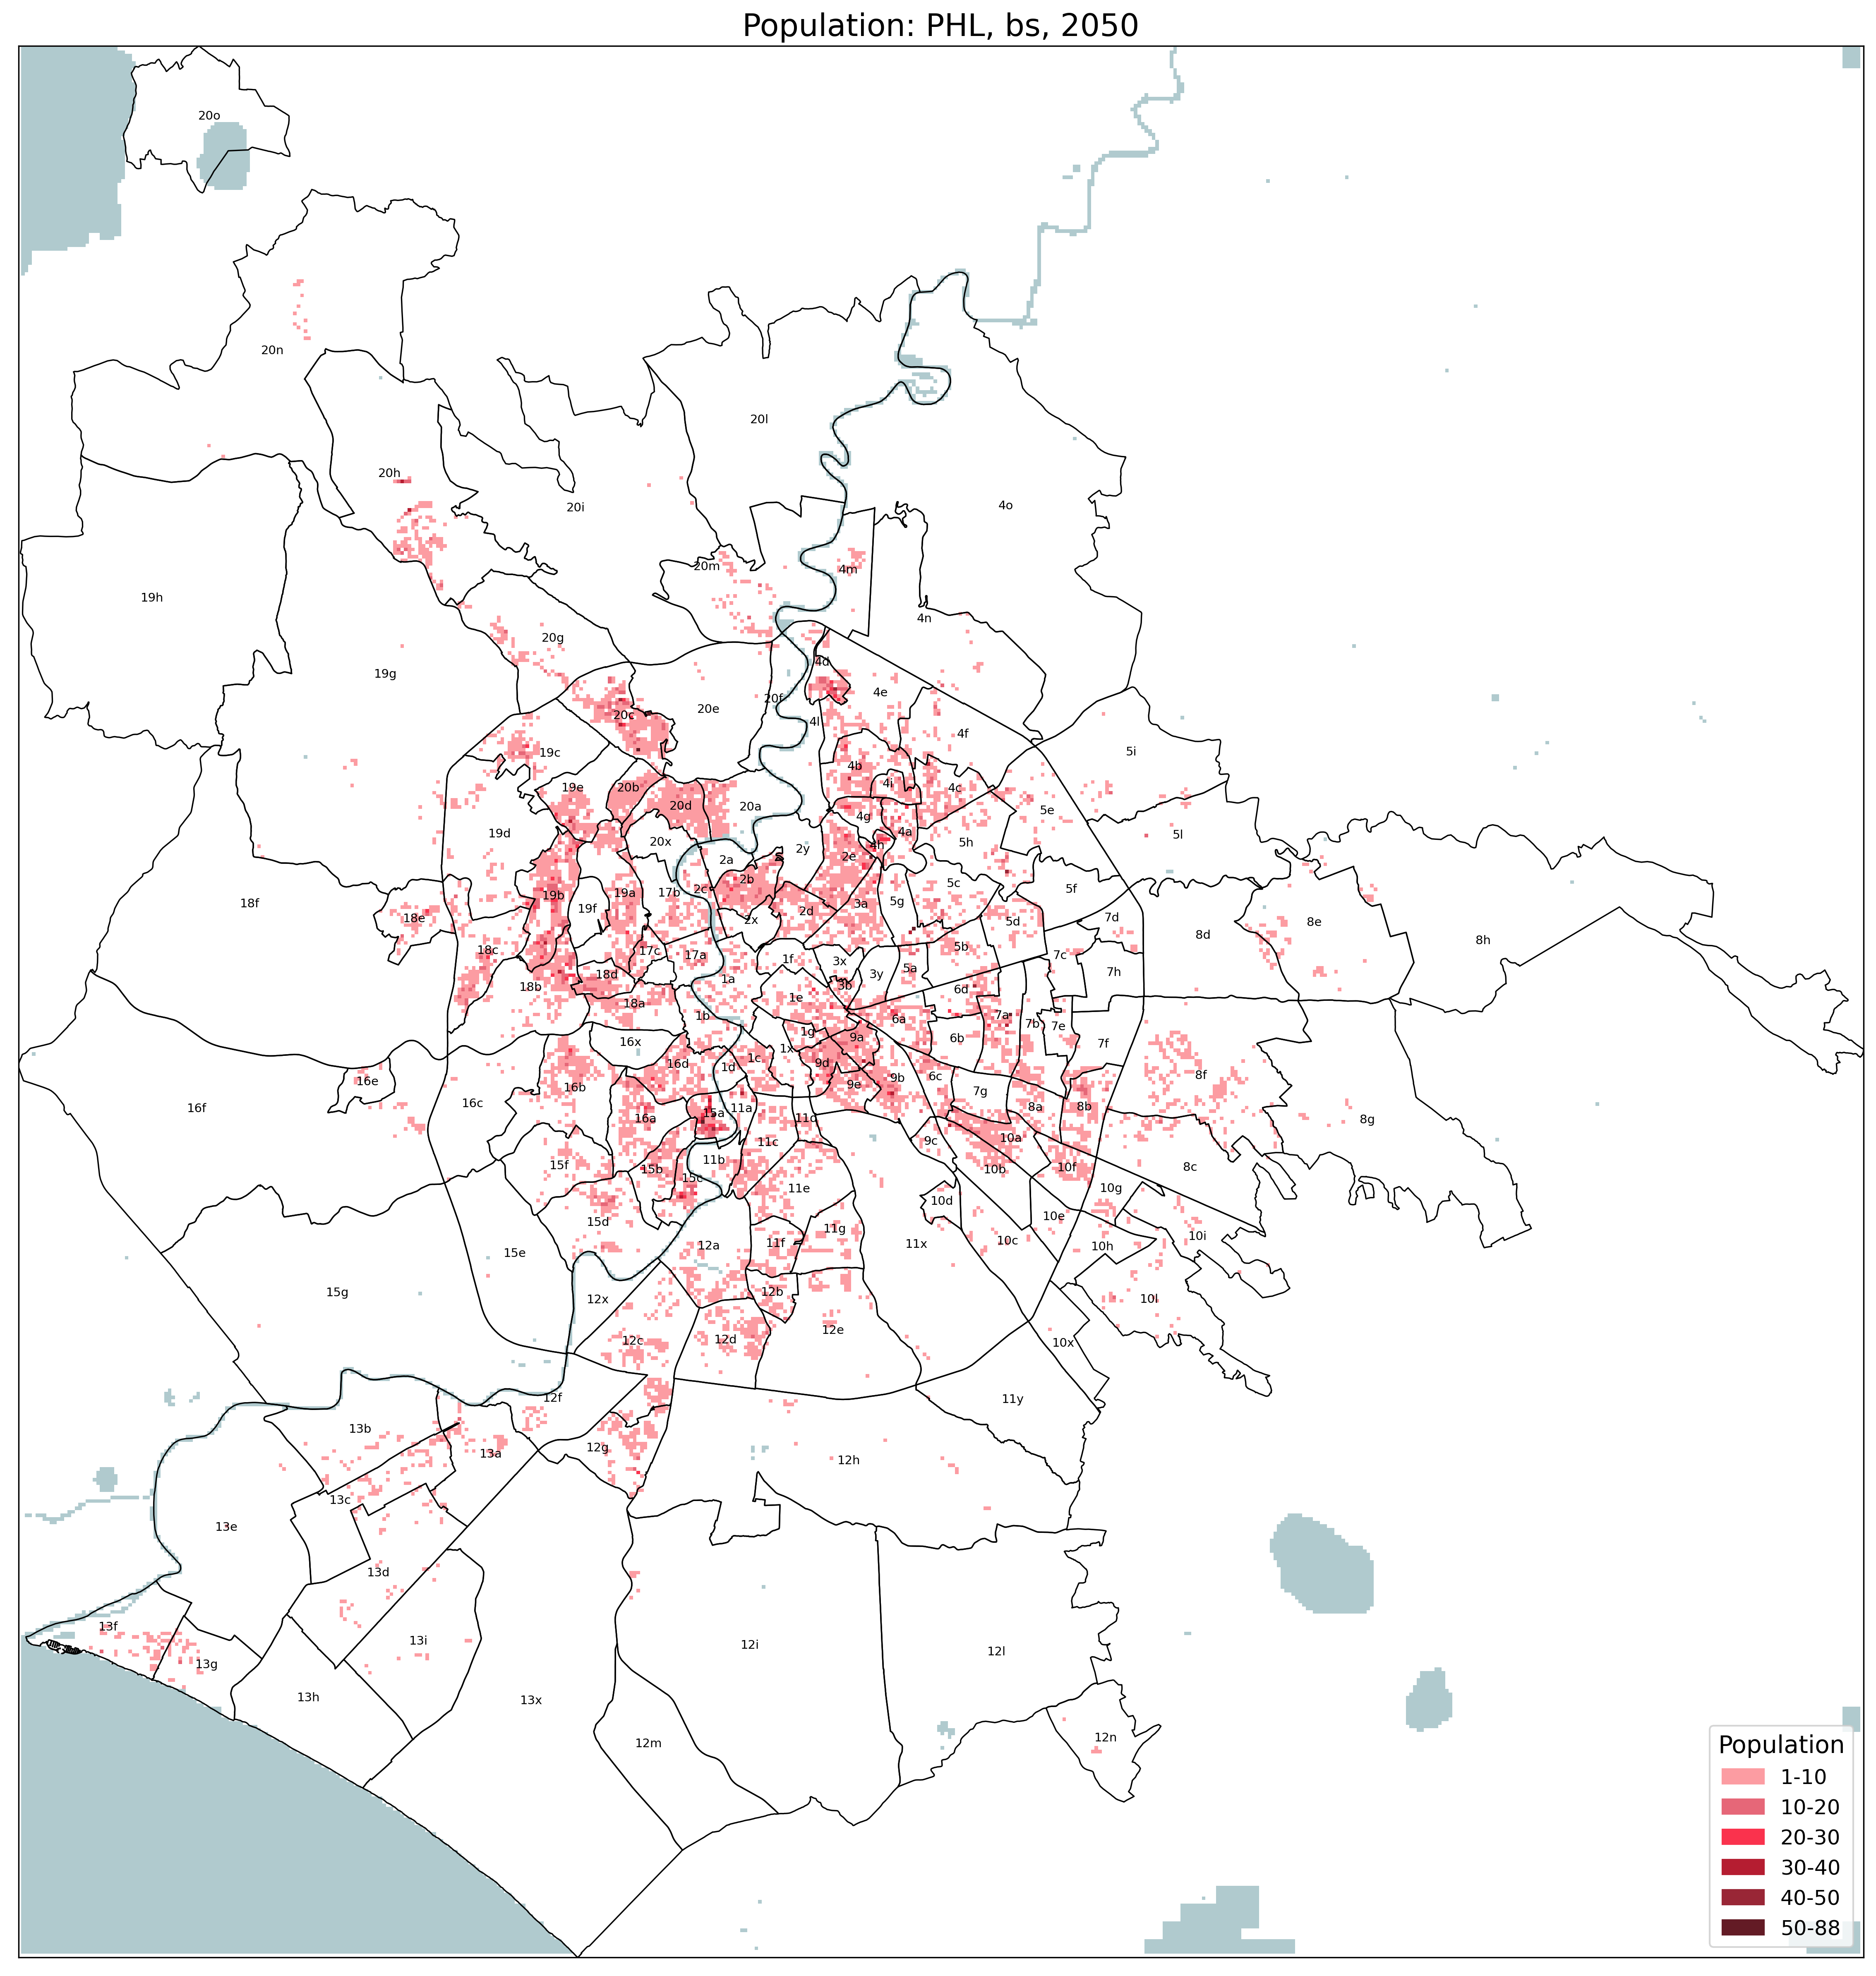 Population: PHL, bs, 2050
20o
20n
20l
20h
20i
4o
20m
4m
19h
4n
20g
4d
19g
4e
20f
20e
20c
4l
4f
5i
19c
4b
4i
19e
20b
4c
20d
20a
5e
4g
19d
4a
5l
20x
4h
5h
2y
2e
2a
2b
5c
5f
2c
17b
19a
19b
18f
5g
3a
19f
2d
7d
18e
2x
5d
8e
8d
8h
5b
18c
17c
7c
17a
1f
3x
5a
7h
18d
3y
1a
3b
18b
6d
1e
18a
1b
7a
6a
7b
7e
1g
9a
6b
16x
7f
1x
1c
16d
9d
1d
8f
6c
9b
16e
9e
16b
7g
16c
16f
11a
8a
8b
15a
16a
11d
8g
10a
9c
11c
11b
15f
10f
8c
15b
10b
15c
11e
10g
10d
10e
15d
11g
10i
10c
11f
11x
12a
10h
15e
15g
12b
12x
10l
12e
12d
12c
10x
12f
11y
13b
12g
13a
12h
13c
13e
13d
13f
13i
12i
12l
13g
13h
13x
12n
12m
Population
1-10
10-20
20-30
30-40
40-50
50-88